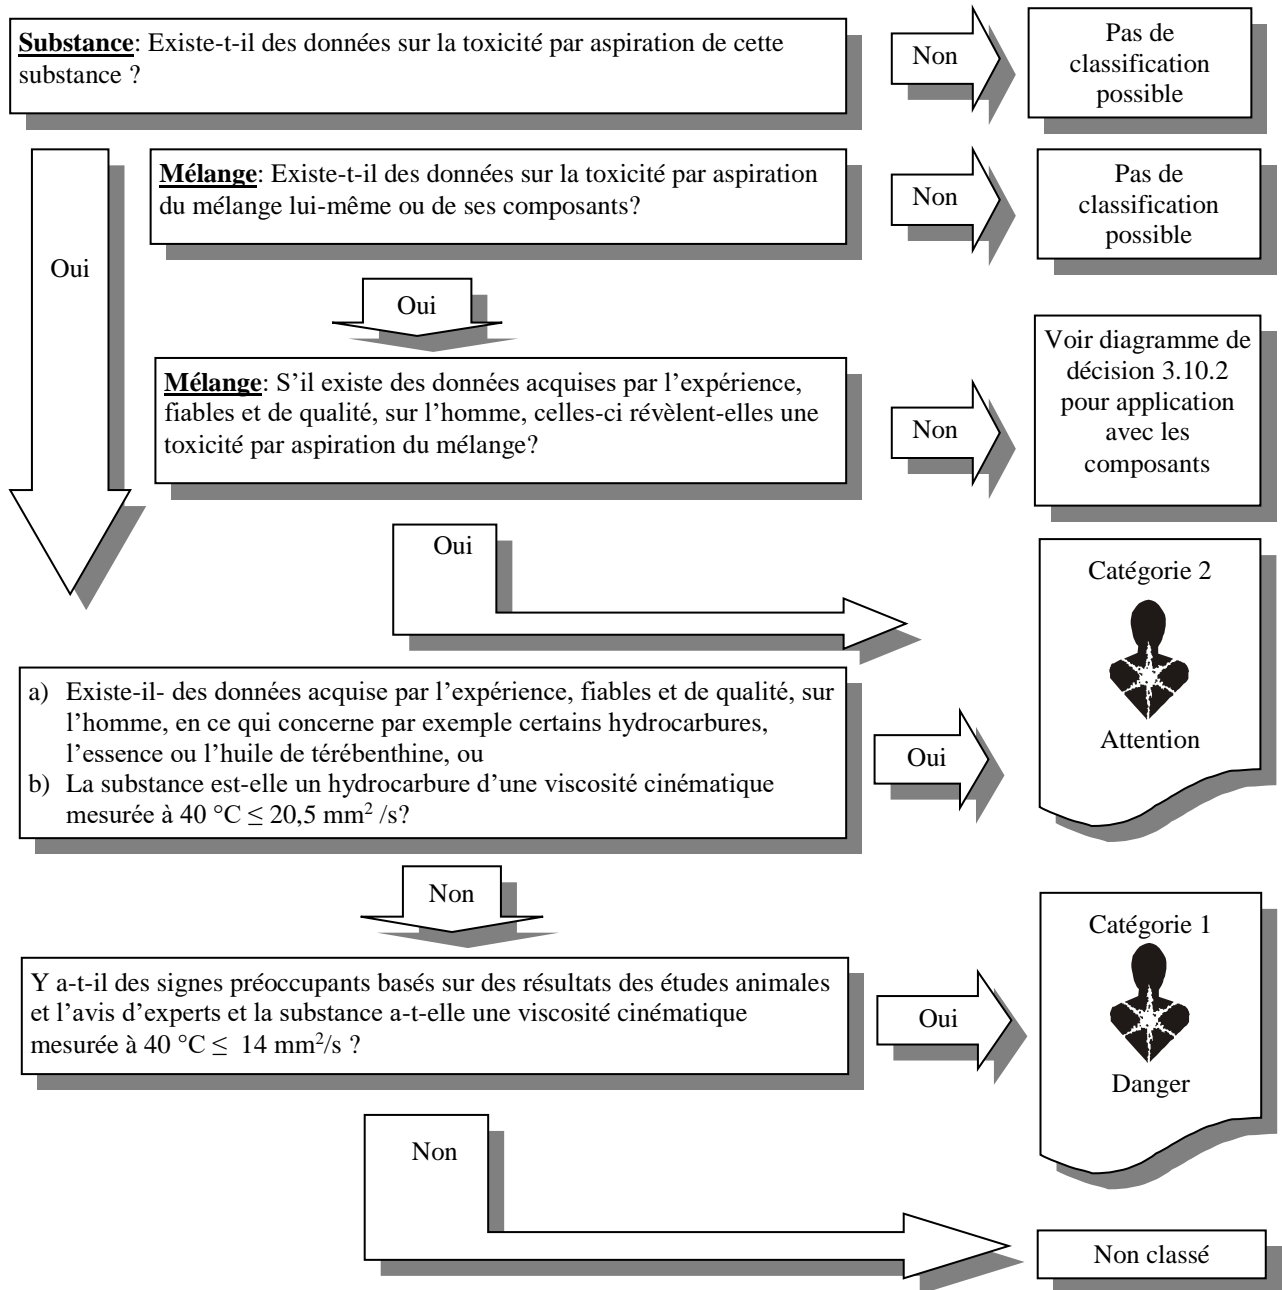 Substance: Existe-t-il des données sur la toxicité par aspiration de cette
substance ?
Non
Pas de
classification
possible
Mélange: Existe-t-il des données sur la toxicité par aspiration
du mélange lui-même ou de ses composants?
Non
Pas de
classification
possible
Oui
Oui
Mélange: S’il existe des données acquises par l’expérience,
fiables et de qualité, sur l’homme, celles-ci révèlent-elles une
toxicité par aspiration du mélange?
Non
Voir diagramme de
décision 3.10.2
pour application
avec les
composants
Oui
Catégorie 2
Attention
a) Existe-il- des données acquise par l’expérience, fiables et de qualité, sur
l’homme, en ce qui concerne par exemple certains hydrocarbures,
l’essence ou l’huile de térébenthine, ou
b) La substance est-elle un hydrocarbure d’une viscosité cinématique
mesurée à 40 °C ≤ 20,5 mm² /s?
Oui
Non
Catégorie 1
Danger
Y a-t-il des signes préoccupants basés sur des résultats des études animales
et l’avis d’experts et la substance a-t-elle une viscosité cinématique
mesurée à 40 °C ≤ 14 mm²/s ?
Oui
Non
Non classé